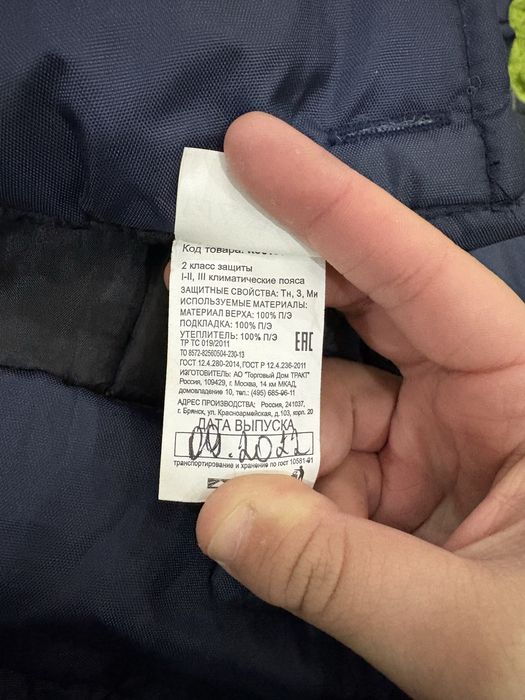 Код товара:
2 класс защиты
I-II, III климатические пояса
ЗАЩИТНЫЕ СВОЙСТВА: Тн, З, Ми
ИСПОЛЬЗУЕМЫЕ МАТЕРИАЛЫ:
МАТЕРИАЛ ВЕРХА: 100% П/Э
ПОДКЛАДКА: 100% П/Э
УТЕПЛИТЕЛЬ: 100% П/Э
ТР ТС 019/2011
EAC
ТО 8572-82560504-230-13
ГОСТ 12.4.280-2014, ГОСТ Р 12.4.236-2011
ИЗГОТОВИТЕЛЬ: АО "Торговый Дом ТРАКТ"
Россия, 109429, г. Москва, 14 км МКАД,
домовладение 10, тел.: (495) 685-96-11
АДРЕС ПРОИЗВОДСТВА: Россия, 241037,
г. Брянск, ул. Красноармейская, д.103, корп. 20
ДАТА ВЫПУСКА
09.2022
транспортирование и хранение по гост 10581-91